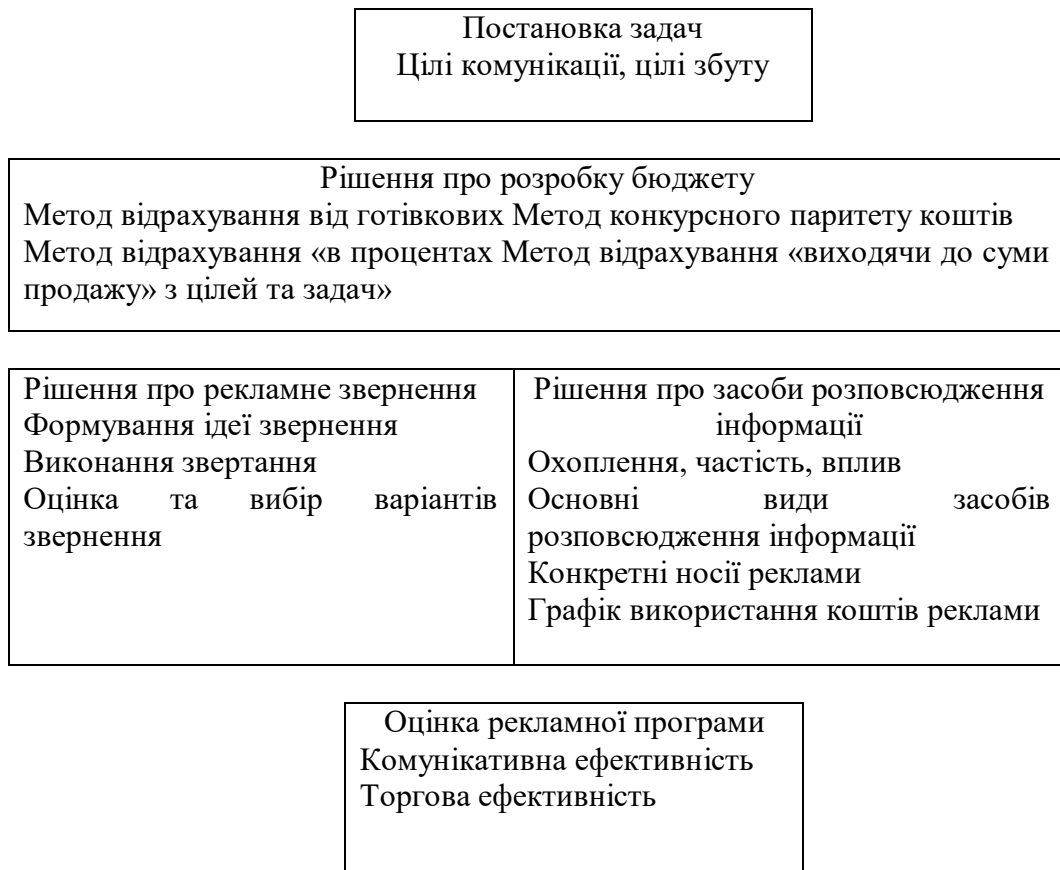 Постановка задач
Цілі комунікації, цілі збуту
Рішення про розробку бюджету
Метод відрахування від готівкових Метод конкурсного паритету коштів
Метод відрахування «в процентах Метод відрахування «виходячи до суми
продажу» з цілей та задач»
Рішення про рекламне звернення
Формування ідеї звернення
Виконання звертання
Оцінка та вибір варіантів
звернення
Рішення про засоби розповсюдження
інформації
Охоплення, частість, вплив
Основні види засобів
розповсюдження інформації
Конкретні носії реклами
Графік використання коштів реклами
Оцінка рекламної програми
Комунікативна ефективність
Торгова ефективність